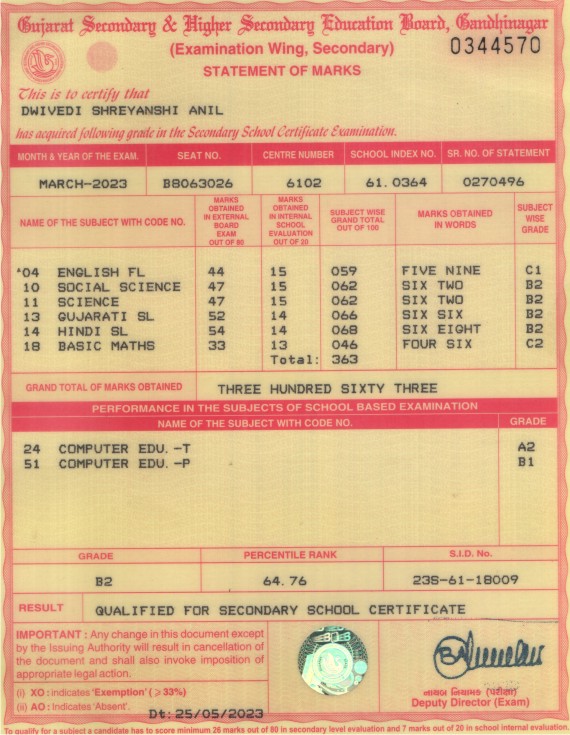 Gujarat Secondary & Higher Secondary Education Board, Gandhinagar
(Examination Wing, Secondary)
0344570
STATEMENT OF MARKS
This is to certify that
DWIVEDI SHREYANSHI ANIL
has acquired following grade in the Secondary School Certificate Examination.
MONTH & YEAR OF THE EXAM. SEAT NO. CENTRE NUMBER SCHOOL INDEX NO. SR. NO. OF STATEMENT
MARCH-2023 B8063026 6102 61.0364 0270496
NAME OF THE SUBJECT WITH CODE NO. MARKS OBTAINED IN EXTERNAL BOARD EXAM OUT OF 80 MARKS OBTAINED IN INTERNAL SCHOOL EVALUATION OUT OF 20 SUBJECT WISE GRAND TOTAL OUT OF 100 MARKS OBTAINED IN WORDS SUBJECT WISE GRADE
*04 ENGLISH FL 44 15 059 FIVE NINE C1
10 SOCIAL SCIENCE 47 15 062 SIX TWO B2
11 SCIENCE 47 15 062 SIX TWO B2
13 GUJARATI SL 52 14 066 SIX SIX B2
14 HINDI SL 54 14 068 SIX EIGHT B2
18 BASIC MATHS 33 13 046 FOUR SIX C2
Total: 363
GRAND TOTAL OF MARKS OBTAINED THREE HUNDRED SIXTY THREE
PERFORMANCE IN THE SUBJECTS OF SCHOOL BASED EXAMINATION
NAME OF THE SUBJECT WITH CODE NO. GRADE
24 COMPUTER EDU. -T A2
51 COMPUTER EDU. -P B1
GRADE PERCENTILE RANK S.I.D. No.
B2 64.76 23S-61-18009
RESULT QUALIFIED FOR SECONDARY SCHOOL CERTIFICATE
IMPORTANT : Any change in this document except
by the Issuing Authority will result in cancellation of
the document and shall also invoke imposition of
appropriate legal action.
(i) XO : indicates 'Exemption' (⩾33%)
(ii) AO : Indicates 'Absent'.
Dt: 25/05/2023
નાયબ નિયામક (પરીક્ષા)
Deputy Director (Exam)
To qualify for a subject a candidate has to score minimum 26 marks out of 80 in secondary level evaluation and 7 marks out of 20 in school internal evaluation.